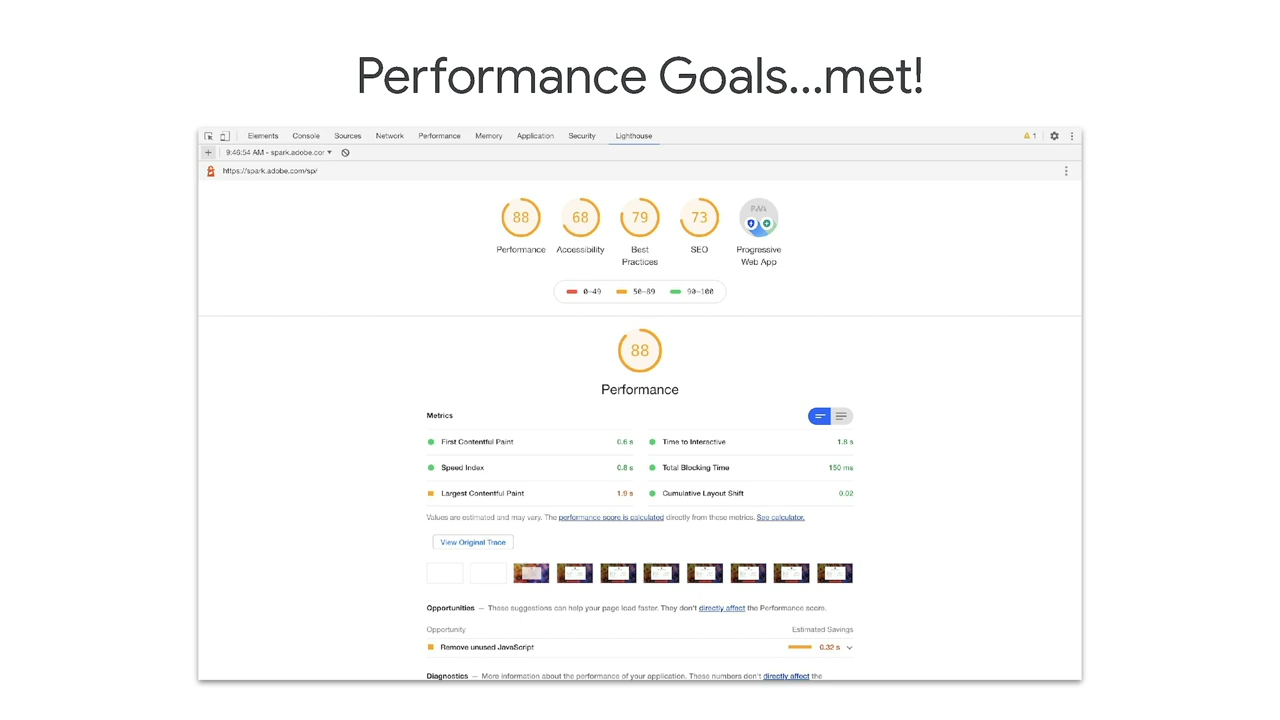 Performance Goals...met!
Elements Console Sources Network Performance Memory Application Security Lighthouse 1
9:46:54 AM - spark.adobe.cor
https://spark.adobe.com/sp/
88 68 79 73 PWA
Performance Accessibility Best Practices SEO Progressive Web App
0–49 50–89 90–100
88
Performance
Metrics
First Contentful Paint 0.6 s Time to Interactive 1.8 s
Speed Index 0.8 s Total Blocking Time 150 ms
Largest Contentful Paint 1.9 s Cumulative Layout Shift 0.02
Values are estimated and may vary. The performance score is calculated directly from these metrics. See calculator.
View Original Trace
Opportunities — These suggestions can help your page load faster. They don't directly affect the Performance score.
Opportunity Estimated Savings
Remove unused JavaScript 0.32 s
Diagnostics — More information about the performance of your application. These numbers don't directly affect the